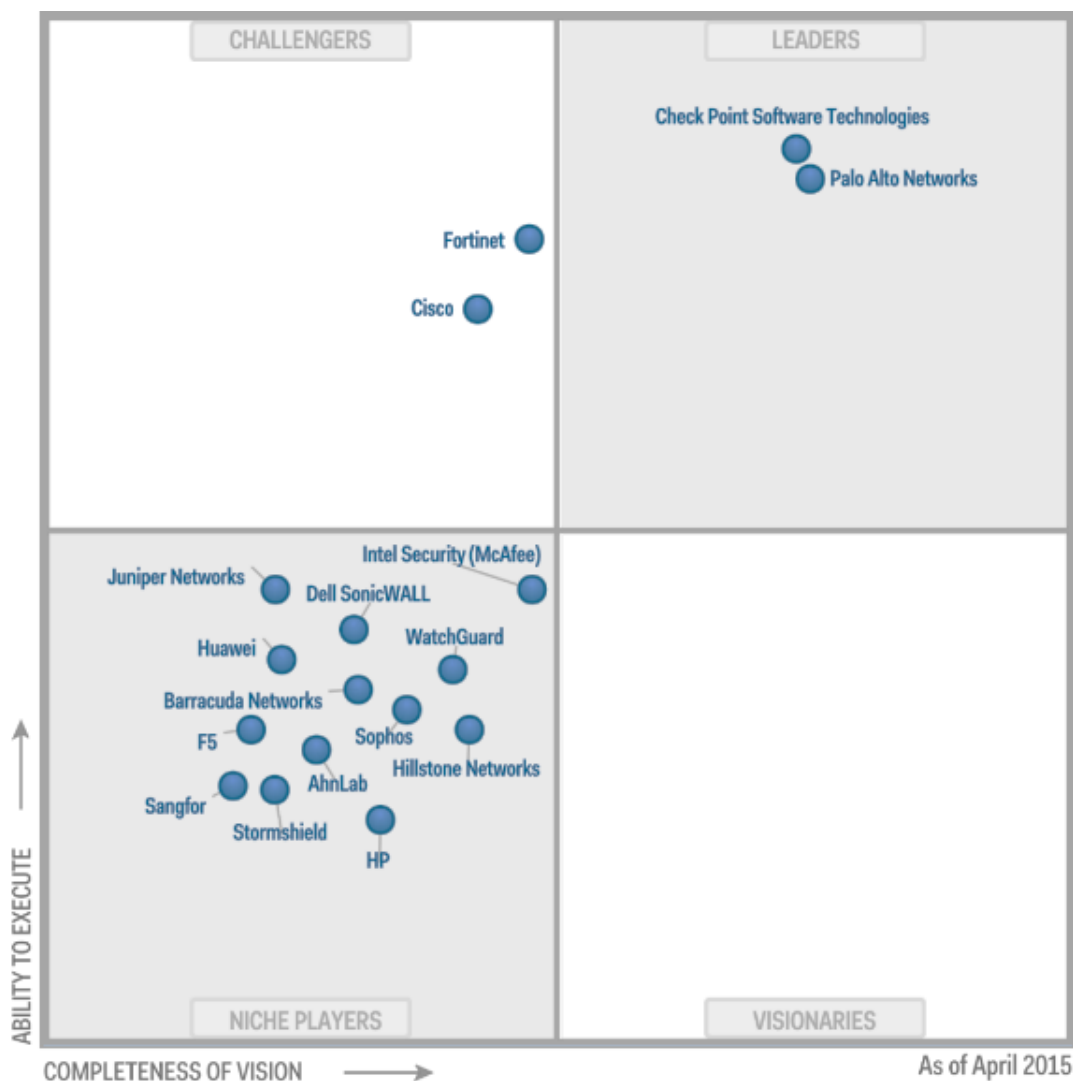 CHALLENGERS
LEADERS
Check Point Software Technologies
Palo Alto Networks
Fortinet
Cisco
Intel Security (McAfee)
Juniper Networks
Dell SonicWALL
WatchGuard
Huawei
Barracuda Networks
Sophos
F5
Hillstone Networks
AhnLab
Sangfor
Stormshield
HP
ABILITY TO EXECUTE
NICHE PLAYERS
VISIONARIES
COMPLETENESS OF VISION
As of April 2015